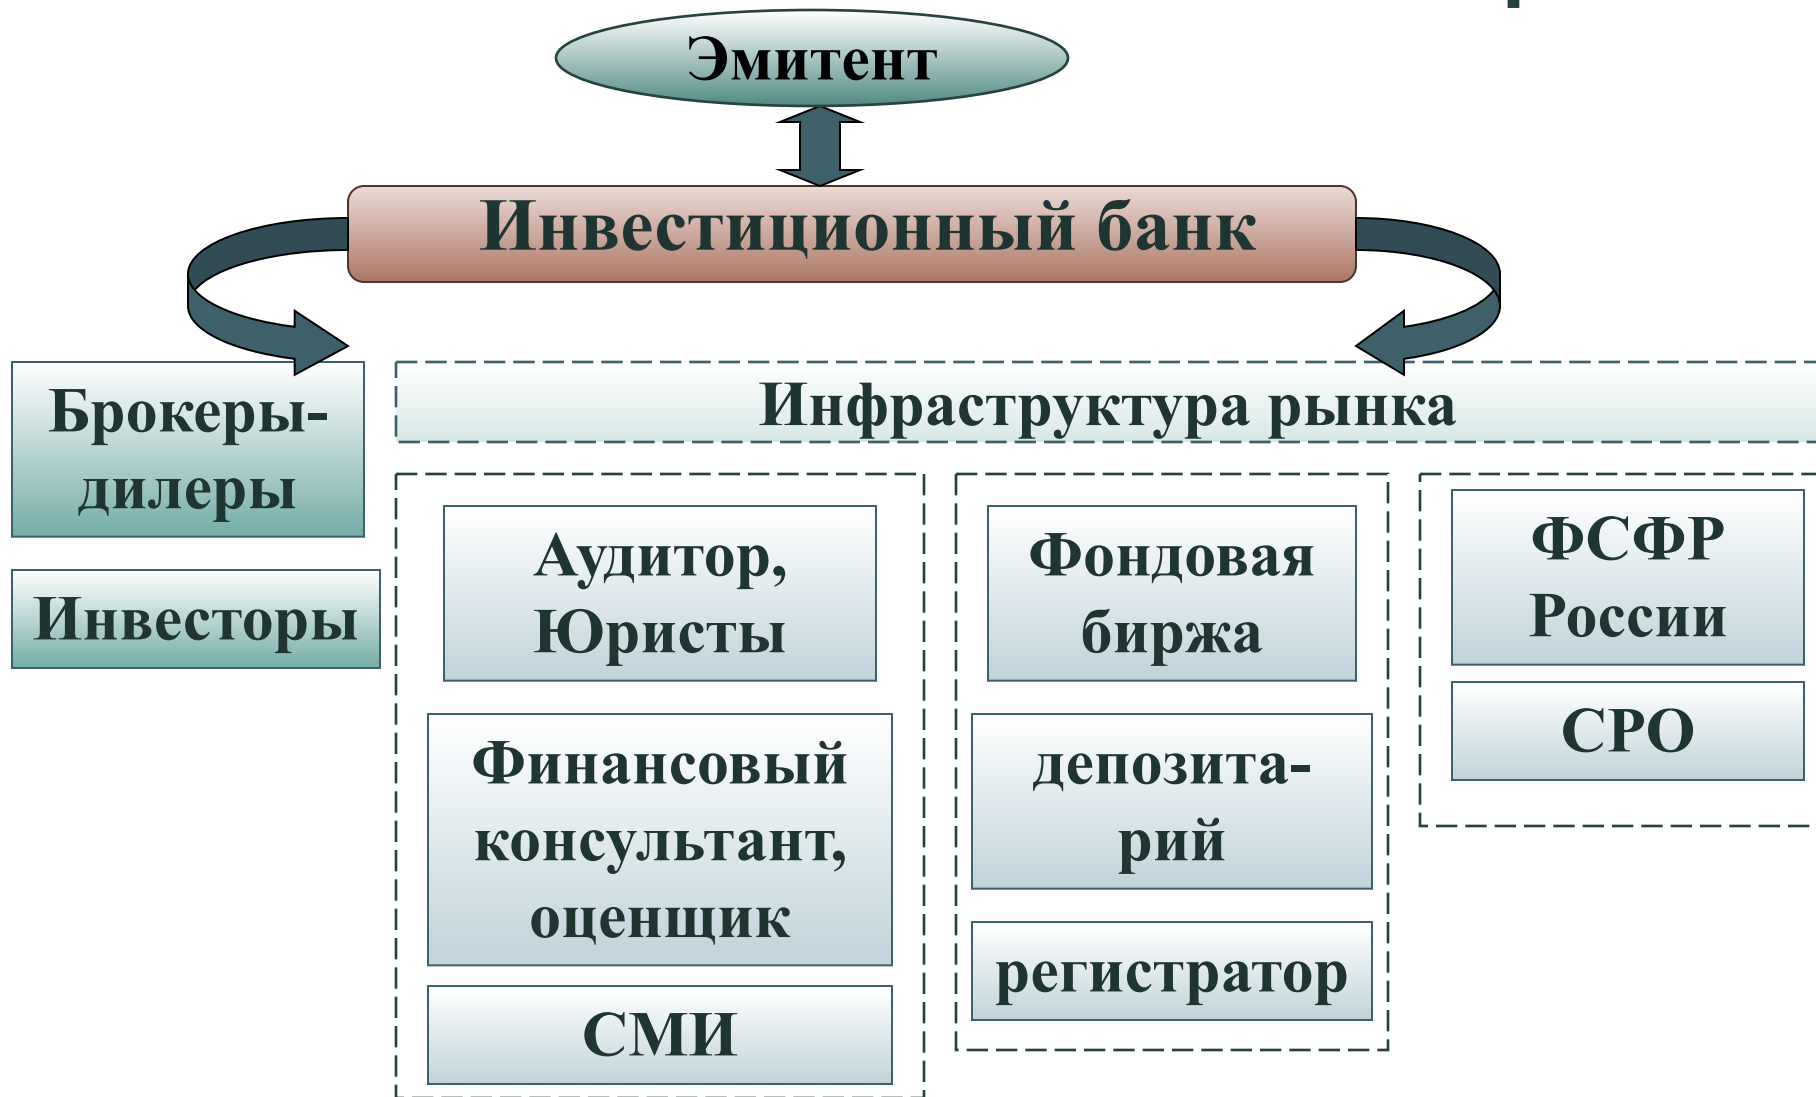 Эмитент
Инвестиционный банк
Брокеры-
дилеры
Инвесторы
Инфраструктура рынка
Аудитор,
Юристы
Финансовый
консультант,
оценщик
СМИ
Фондовая
биржа
депозита-
рий
регистратор
ФСФР
России
СРО